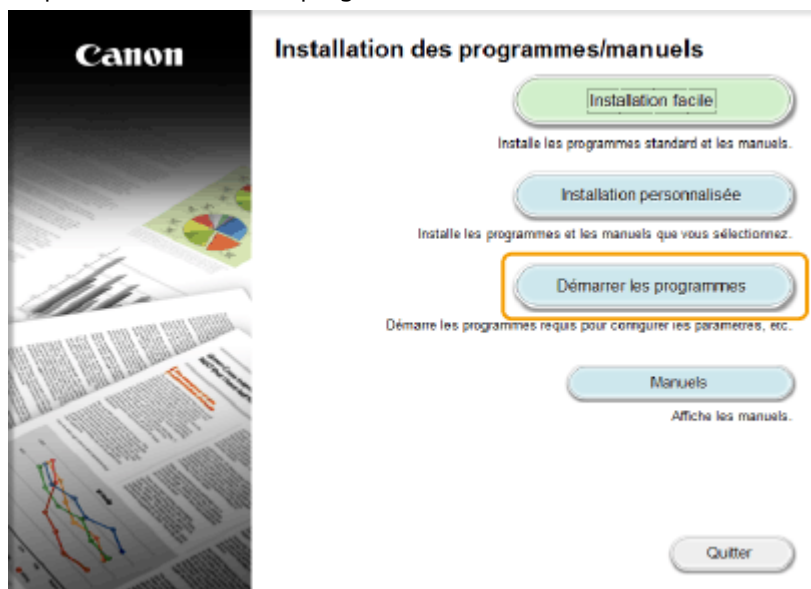 Canon
Installation des programmes/manuels
Installation facile
Installe les programmes standard et les manuels.
Installation personnalisée
Installe les programmes et les manuels que vous sélectionnez.
Démarrer les programmes
Démarre les programmes requis pour configurer les paramètres, etc.
Manuels
Affiche les manuels.
Quitter